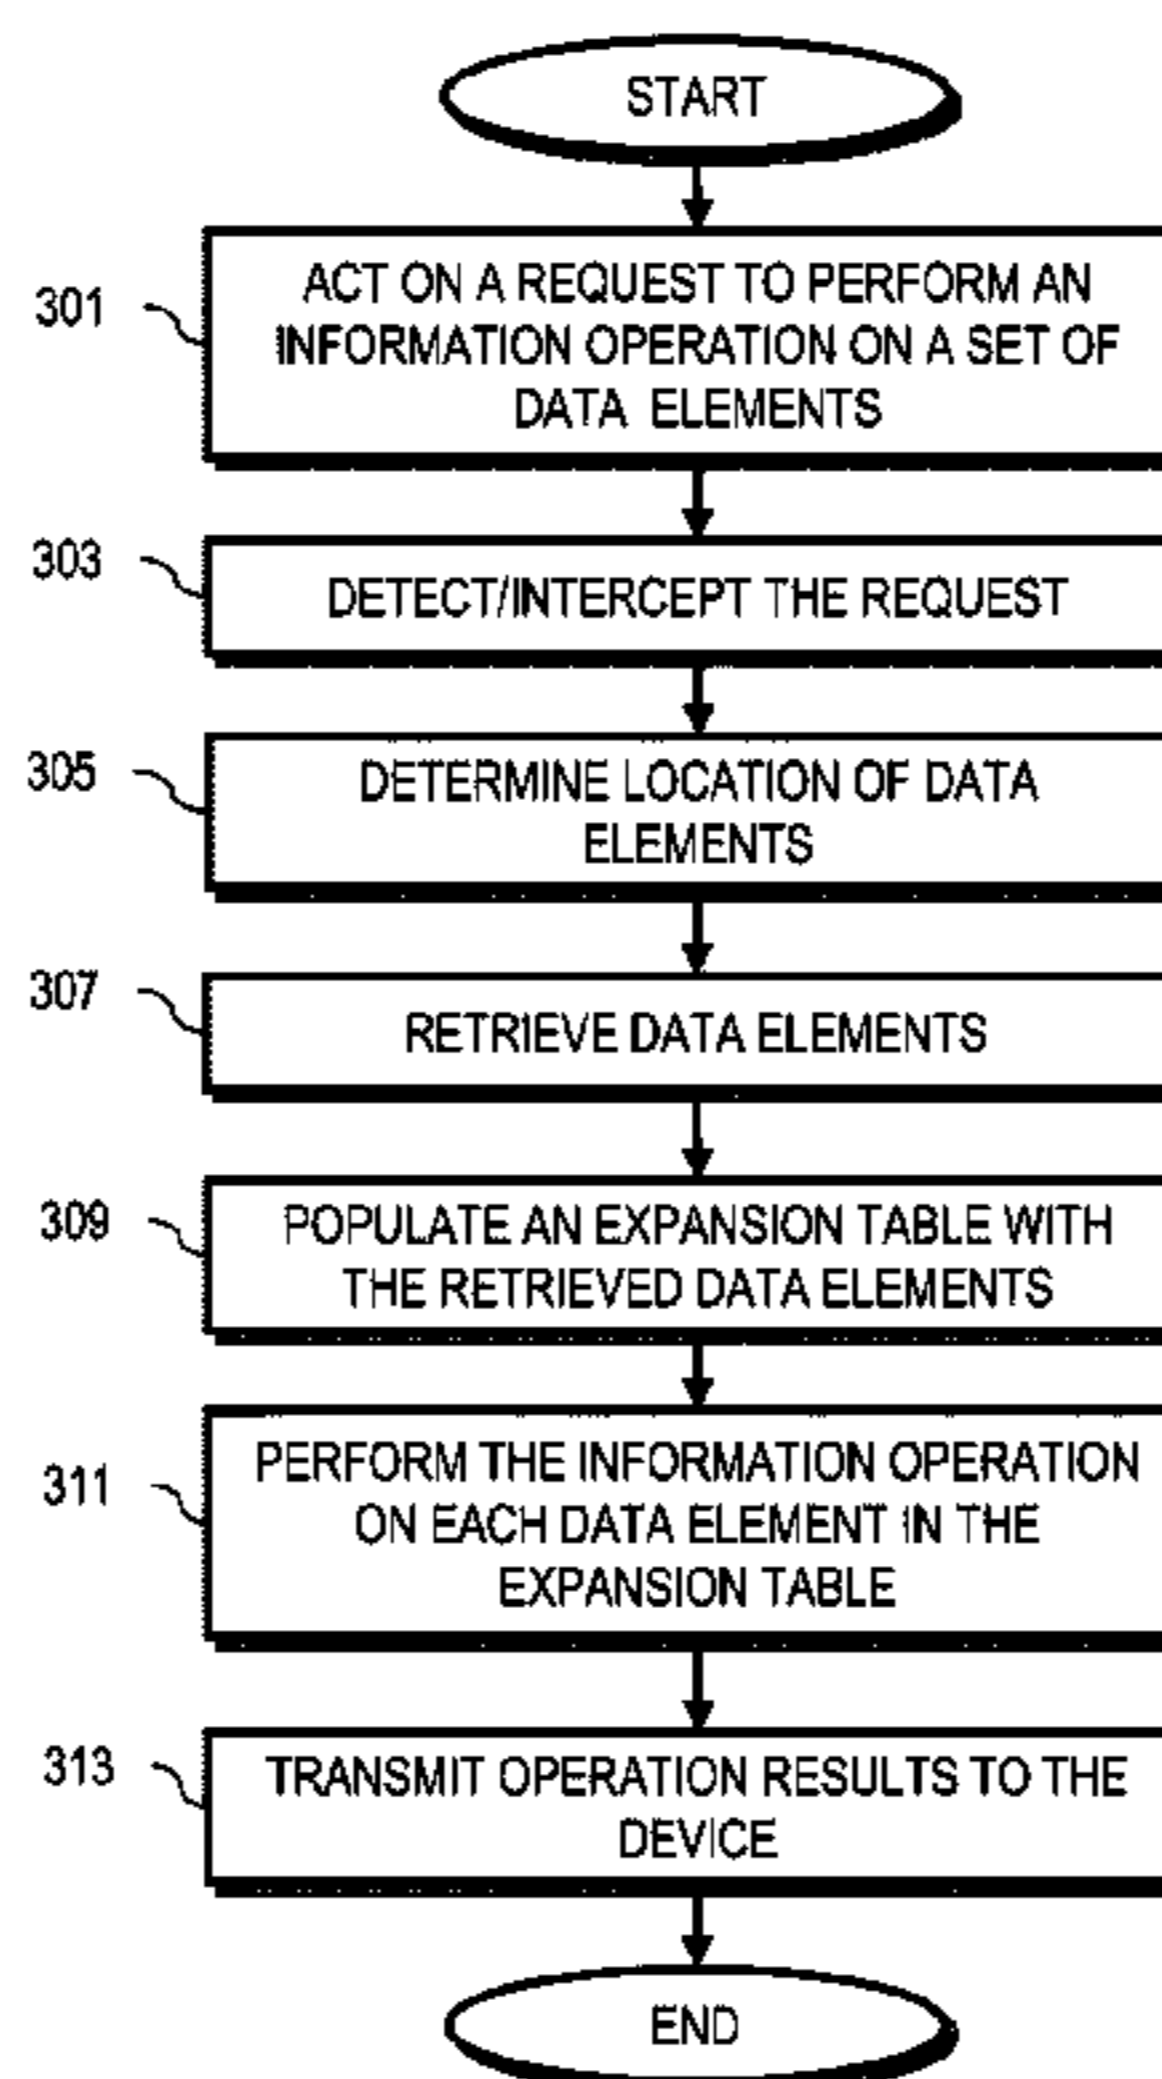 START
301
ACT ON A REQUEST TO PERFORM AN
INFORMATION OPERATION ON A SET OF
DATA ELEMENTS
303
DETECT/INTERCEPT THE REQUEST
305
DETERMINE LOCATION OF DATA
ELEMENTS
307
RETRIEVE DATA ELEMENTS
309
POPULATE AN EXPANSION TABLE WITH
THE RETRIEVED DATA ELEMENTS
311
PERFORM THE INFORMATION OPERATION
ON EACH DATA ELEMENT IN THE
EXPANSION TABLE
313
TRANSMIT OPERATION RESULTS TO THE
DEVICE
END